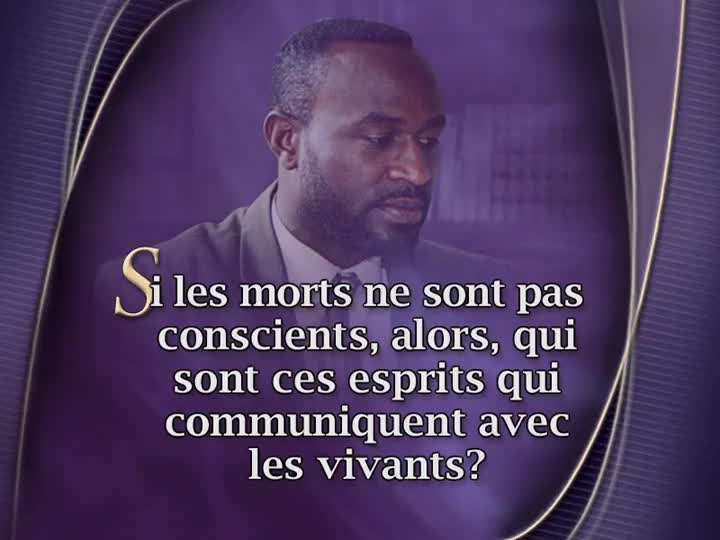 Si les morts ne sont pas
conscients, alors, qui
sont ces esprits qui
communiquent avec
les vivants?